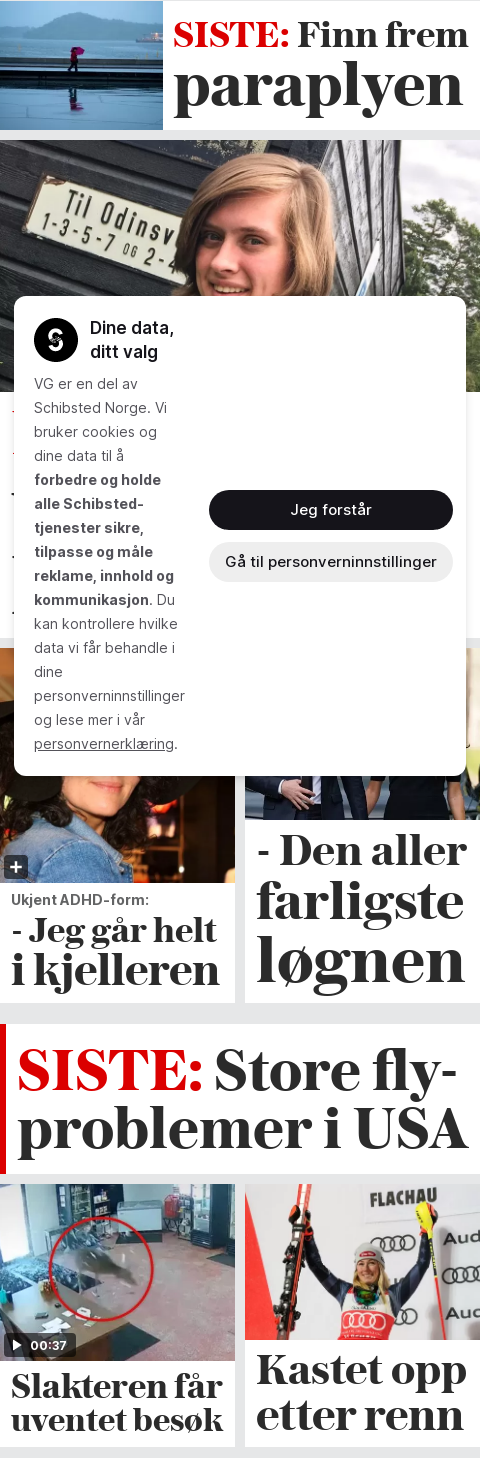 SISTE: Finn frem
paraplyen
Til Odinsv
1-3-5-7 OG 2-4
Dine data,
ditt valg
VG er en del av
Schibsted Norge. Vi
bruker cookies og
dine data til å
forbedre og holde
alle Schibsted-
tjenester sikre,
tilpasse og måle
reklame, innhold og
kommunikasjon. Du
kan kontrollere hvilke
data vi får behandle i
dine
personverninnstillinger
og lese mer i vår
personvernerklæring.
Jeg forstår
Gå til personverninnstillinger
Ukjent ADHD-form:
- Jeg går helt
i kjelleren
- Den aller
farligste
løgnen
SISTE: Store fly-
problemer i USA
00:37
Slakteren får
uventet besøk
FLACHAU
Audi
Kastet opp
etter renn